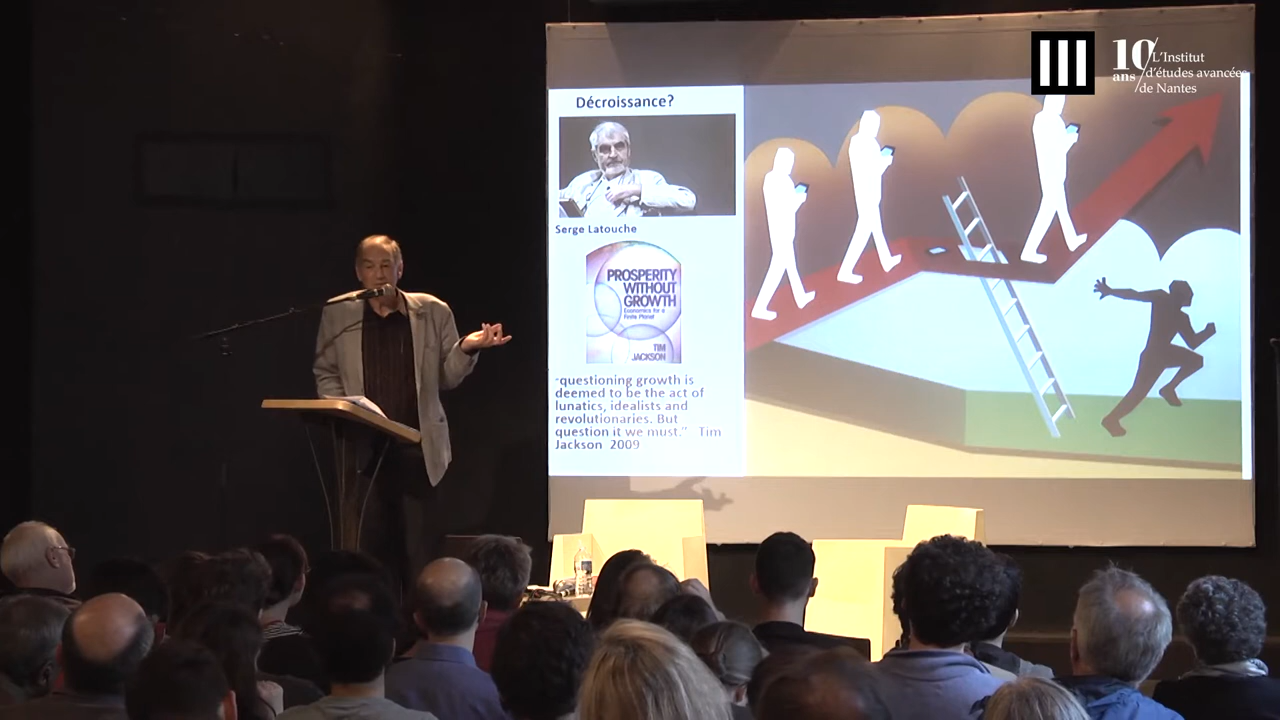 10 ans
L'Institut
d'études avancées
de Nantes
Décroissance?
Serge Latouche
PROSPERITY
WITHOUT
GROWTH
Economics for a
Finite Planet
TIM
JACKSON
"questioning growth is
deemed to be the act of
lunatics, idealists and
revolutionaries. But
question it we must." Tim
Jackson 2009